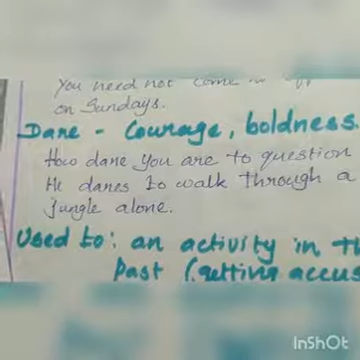 You need not come
on Sundays.
Dare - Courage, boldness.
How dare you are to question
He dares to walk through a
jungle alone.
Used to: an activity in th
Past (getting accus
InShOt